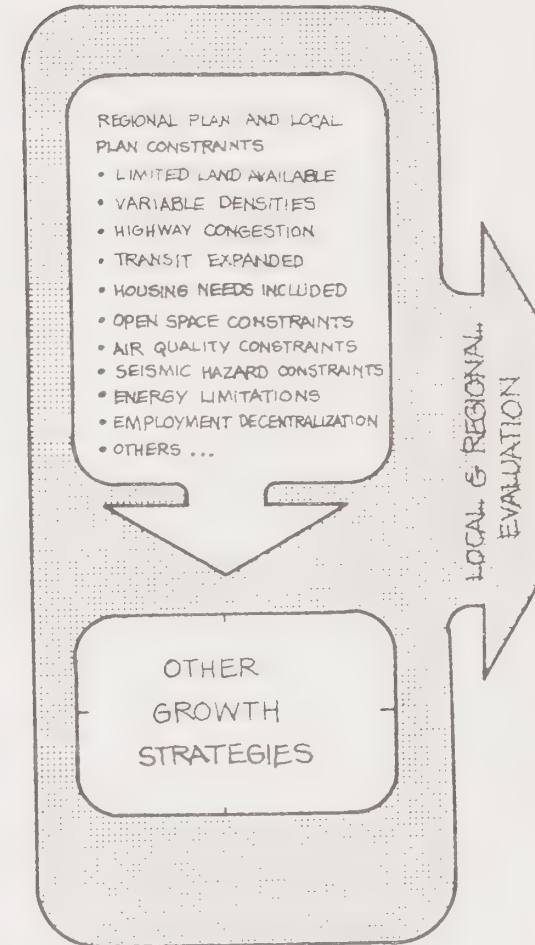 REGIONAL PLAN AND LOCAL
PLAN CONSTRAINTS
• LIMITED LAND AVAILABLE
• VARIABLE DENSITIES
• HIGHWAY CONGESTION
• TRANSIT EXPANDED
• HOUSING NEEDS INCLUDED
• OPEN SPACE CONSTRAINTS
• AIR QUALITY CONSTRAINTS
• SEISMIC HAZARD CONSTRAINTS
• ENERGY LIMITATIONS
• EMPLOYMENT DECENTRALIZATION
• OTHERS ...
OTHER
GROWTH
STRATEGIES
LOCAL & REGIONAL
EVALUATION